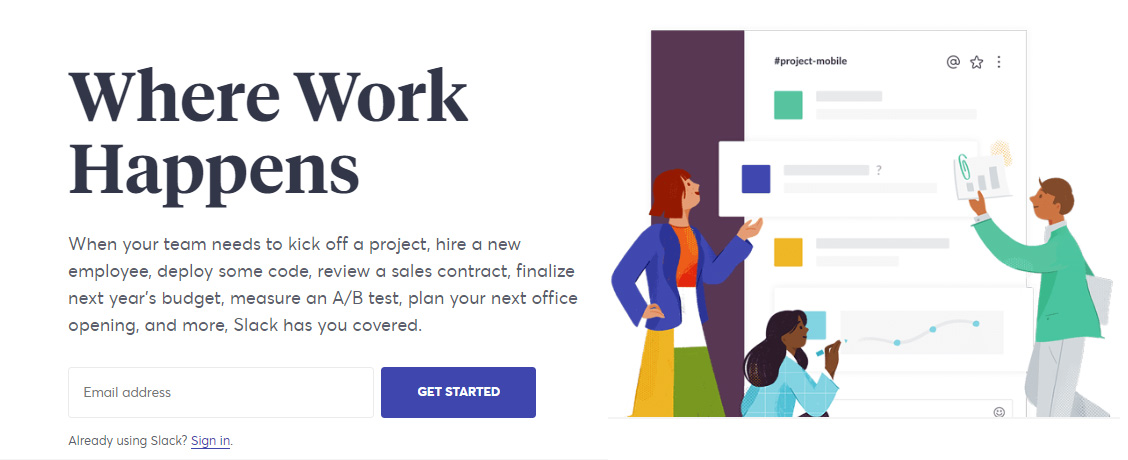 Where Work
Happens
When your team needs to kick off a project, hire a new
employee, deploy some code, review a sales contract, finalize
next year's budget, measure an A/B test, plan your next office
opening, and more, Slack has you covered.
Email address
GET STARTED
Already using Slack? Sign in.
#project-mobile
@
?